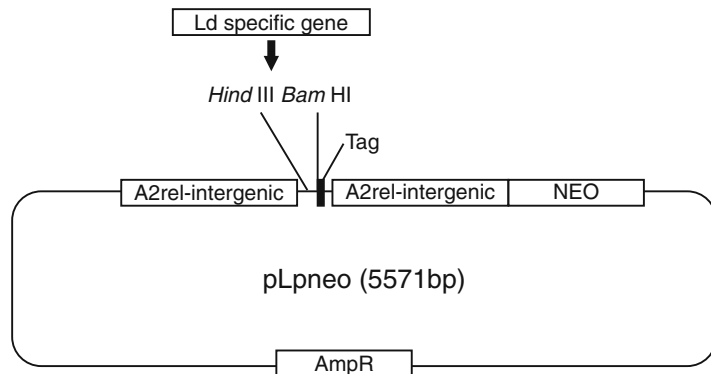 Ld specific gene
Hind III Bam HI
Tag
A2rel-intergenic
A2rel-intergenic
NEO
pLpneo (5571bp)
AmpR